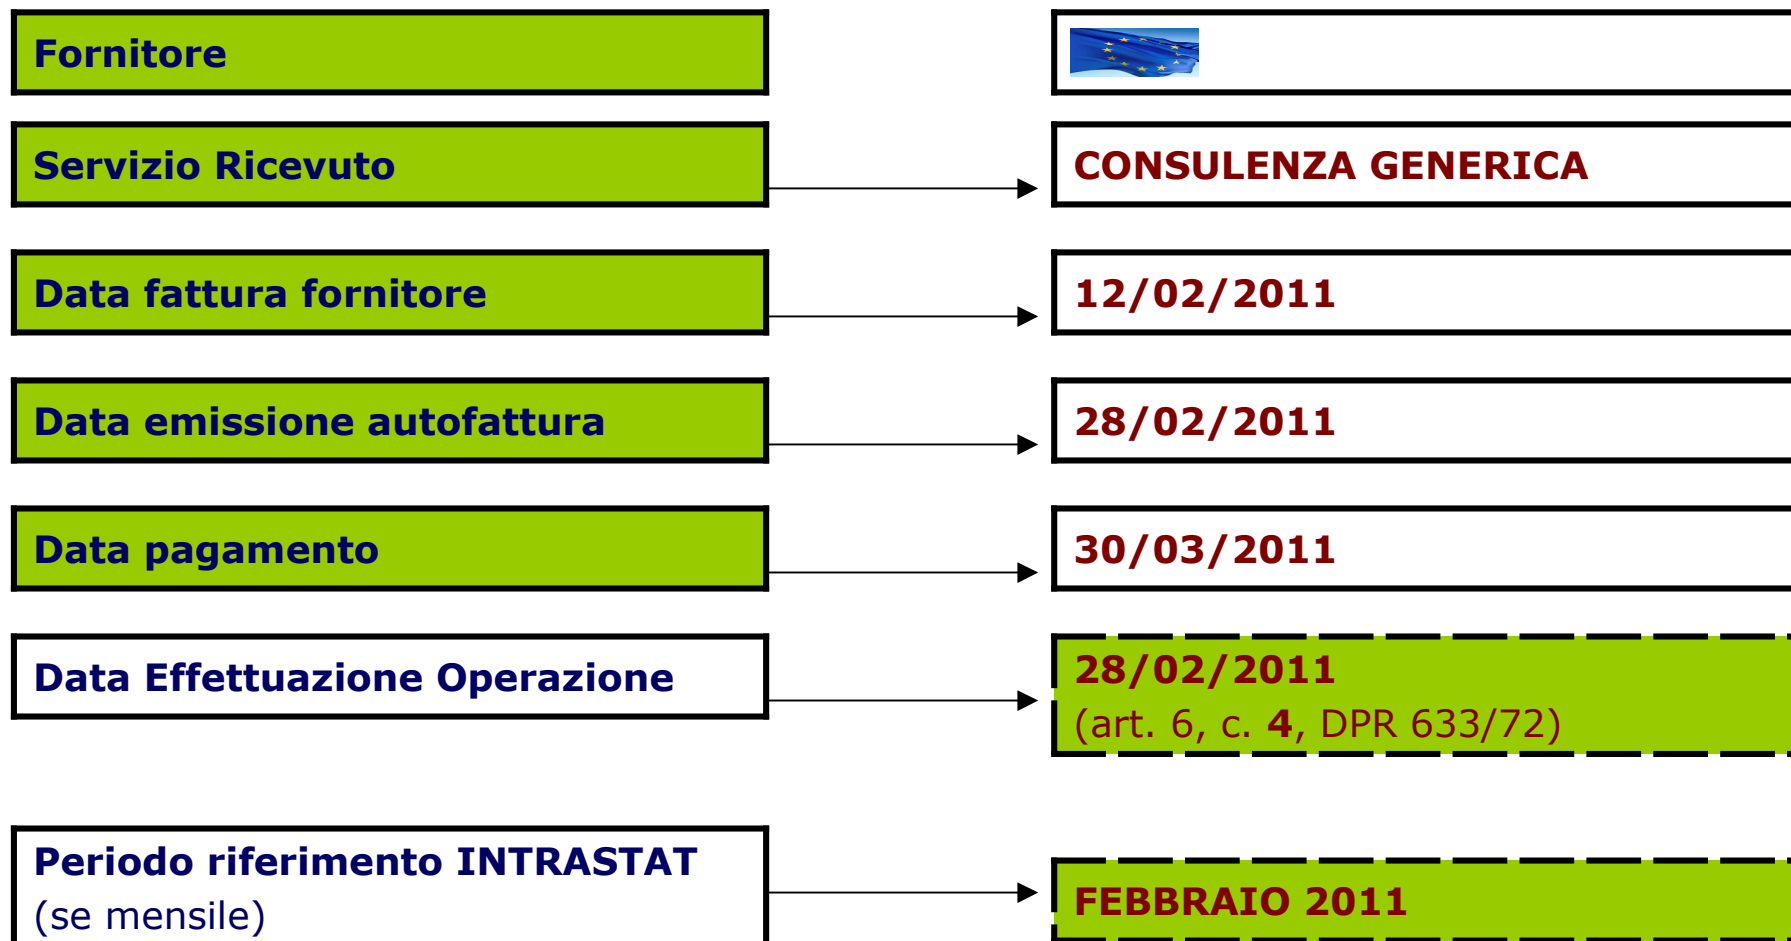 Fornitore
Servizio Ricevuto
CONSULENZA GENERICA
Data fattura fornitore
12/02/2011
Data emissione autofattura
28/02/2011
Data pagamento
30/03/2011
Data Effettuazione Operazione
28/02/2011
(art. 6, c. 4, DPR 633/72)
Periodo riferimento INTRASTAT
(se mensile)
FEBBRAIO 2011